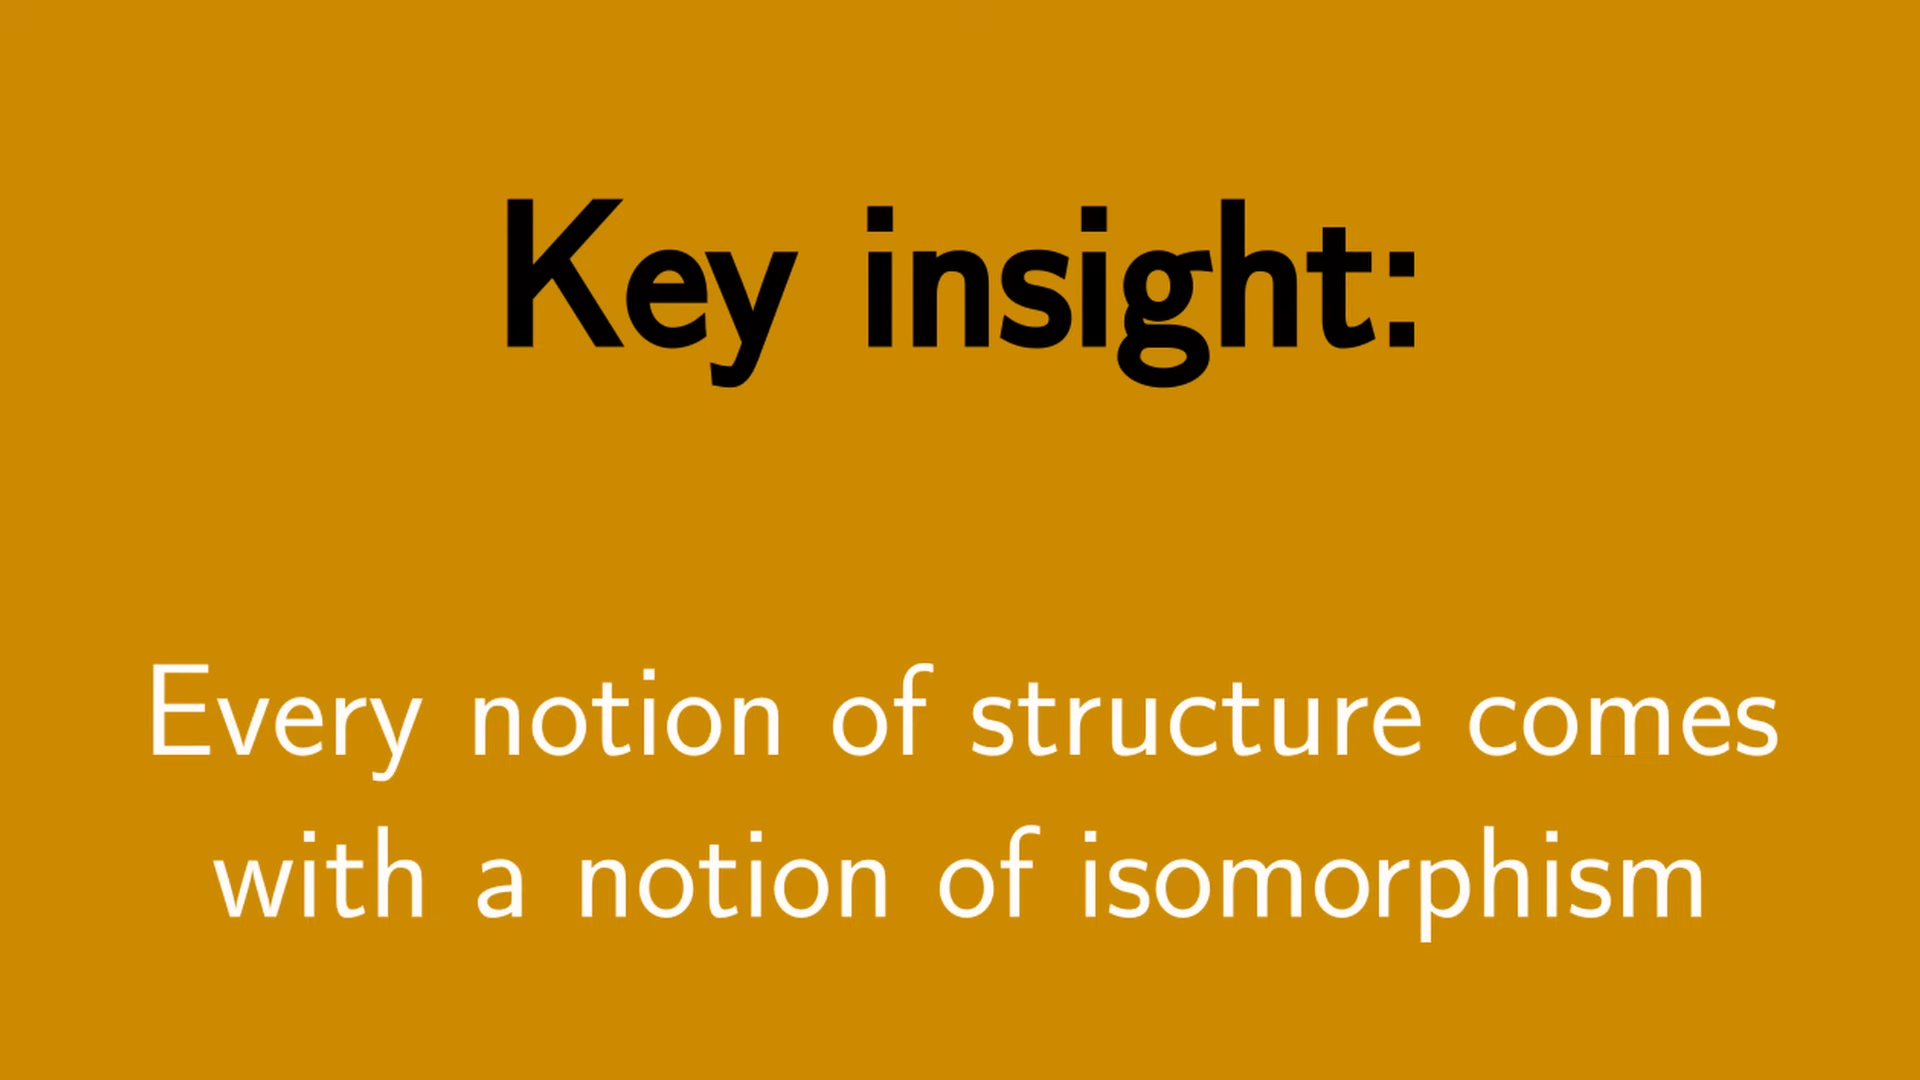 Key insight:
Every notion of structure comes
with a notion of isomorphism